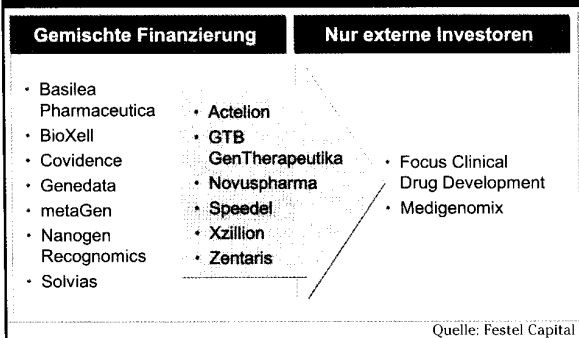 Gemischte Finanzierung
Nur externe Investoren
· Basilea
Pharmaceutica
· BioXell
· Covidence
· Genedata
· metaGen
· Nanogen
Recognomics
· Solvias
· Actelion
· GTB
GenTherapeutika
· Novuspharma
· Speedel
· Xzillion
· Zentaris
· Focus Clinical
Drug Development
· Medigenomix
Quelle: Festel Capital